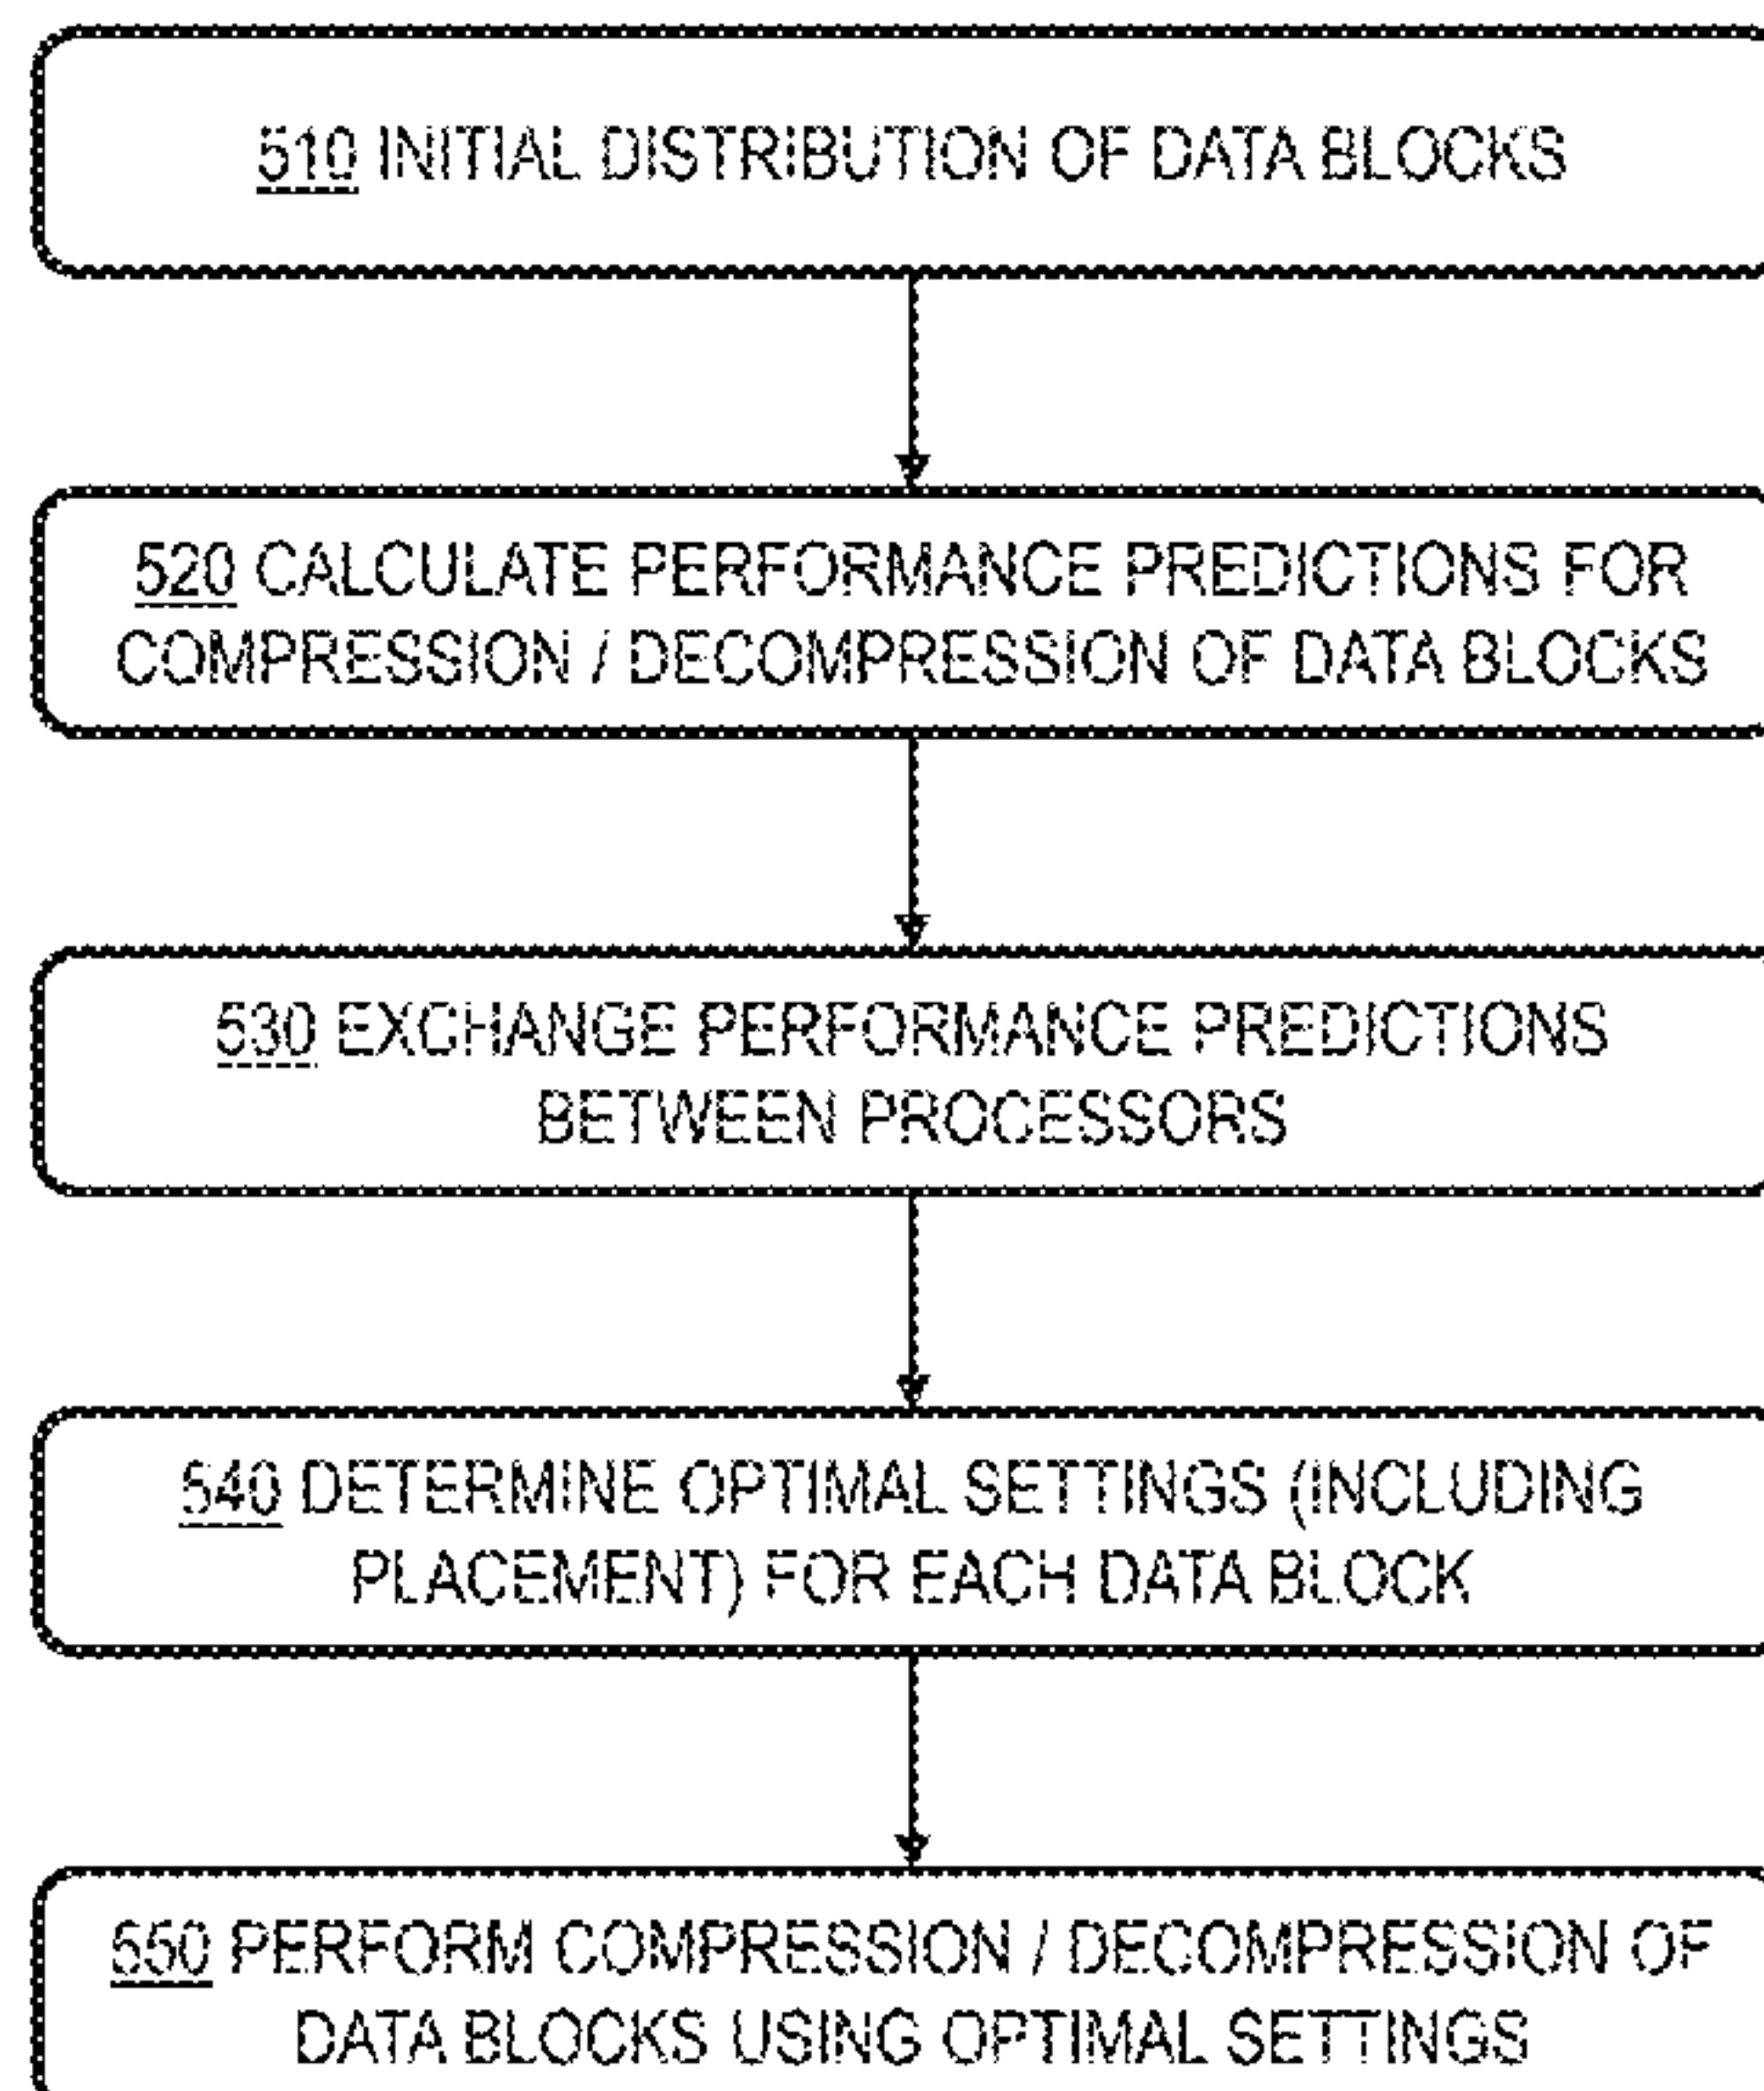 510 INITIAL DISTRIBUTION OF DATA BLOCKS
520 CALCULATE PERFORMANCE PREDICTIONS FOR
COMPRESSION / DECOMPRESSION OF DATA BLOCKS
530 EXCHANGE PERFORMANCE PREDICTIONS
BETWEEN PROCESSORS
540 DETERMINE OPTIMAL SETTINGS (INCLUDING
PLACEMENT) FOR EACH DATA BLOCK
550 PERFORM COMPRESSION / DECOMPRESSION OF
DATA BLOCKS USING OPTIMAL SETTINGS